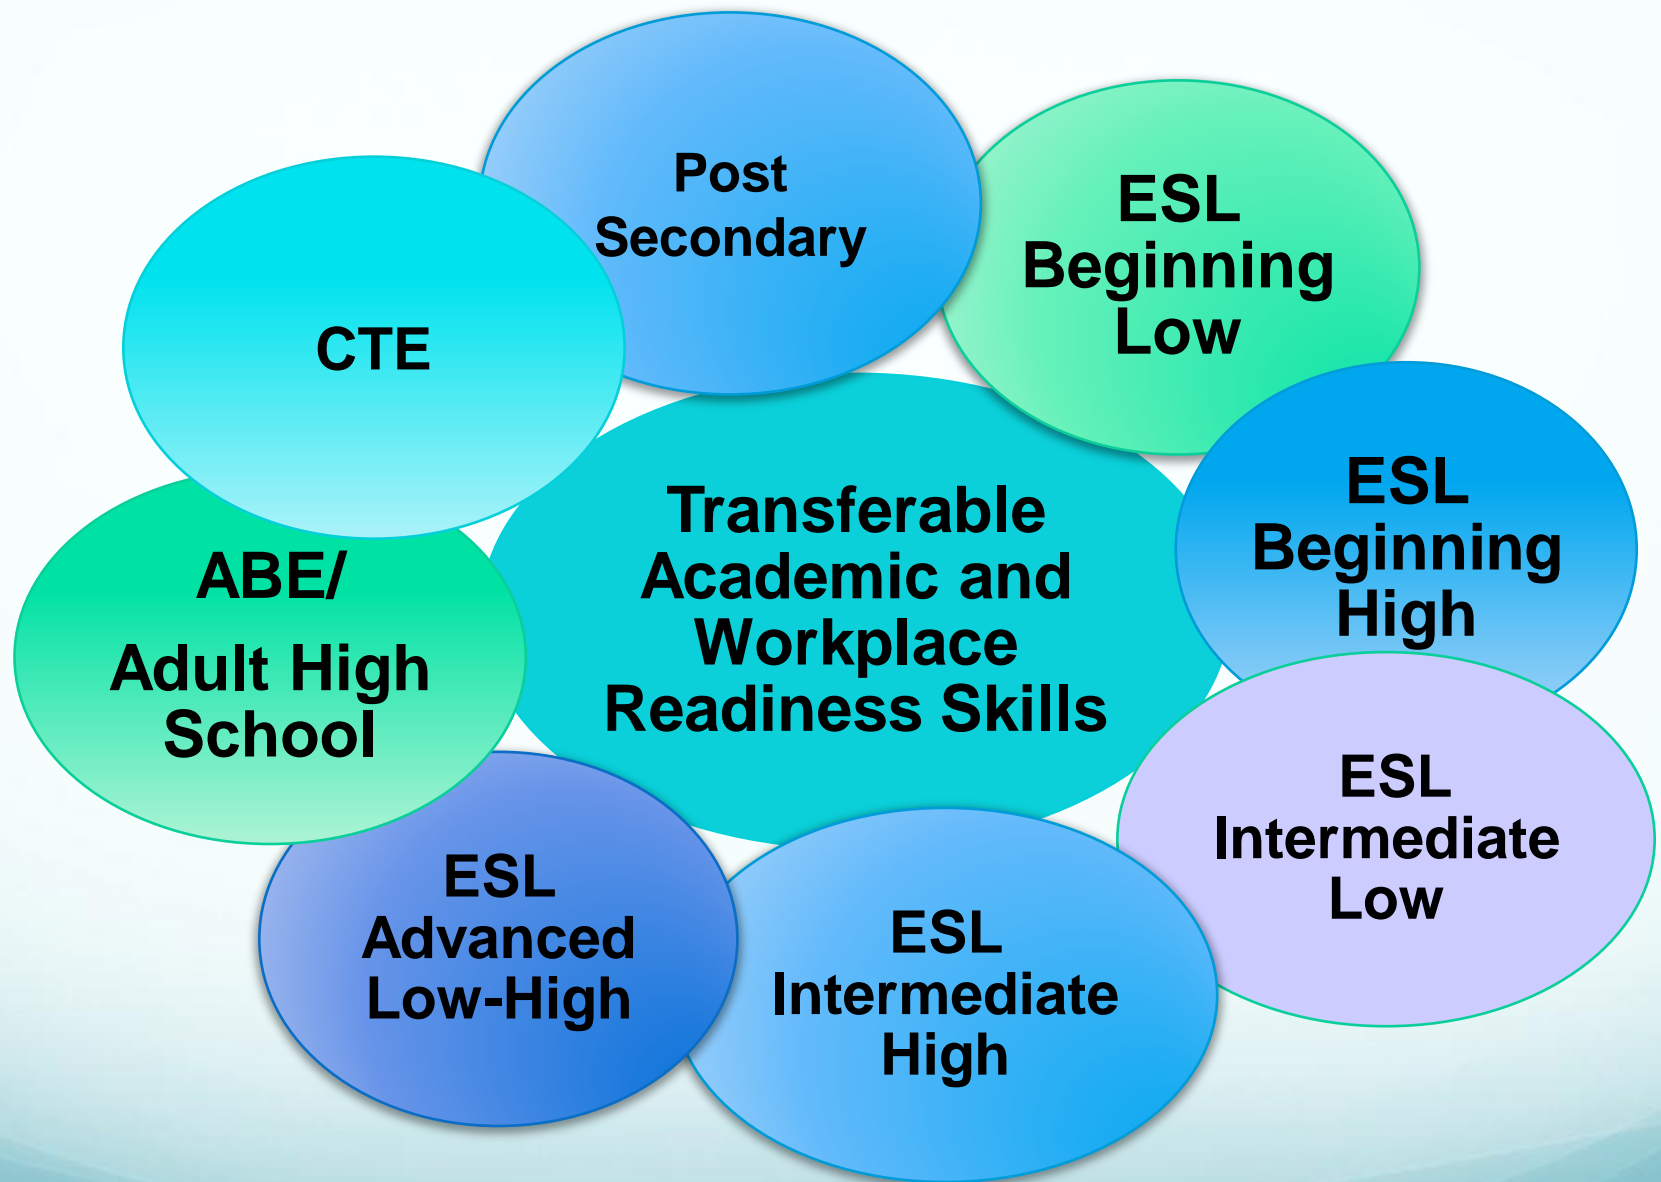 Post
Secondary
ESL
Beginning
Low
ESL
Beginning
High
ESL
Intermediate
Low
ESL
Intermediate
High
ESL
Advanced
Low-High
ABE/
Adult High
School
CTE
Transferable
Academic and
Workplace
Readiness Skills